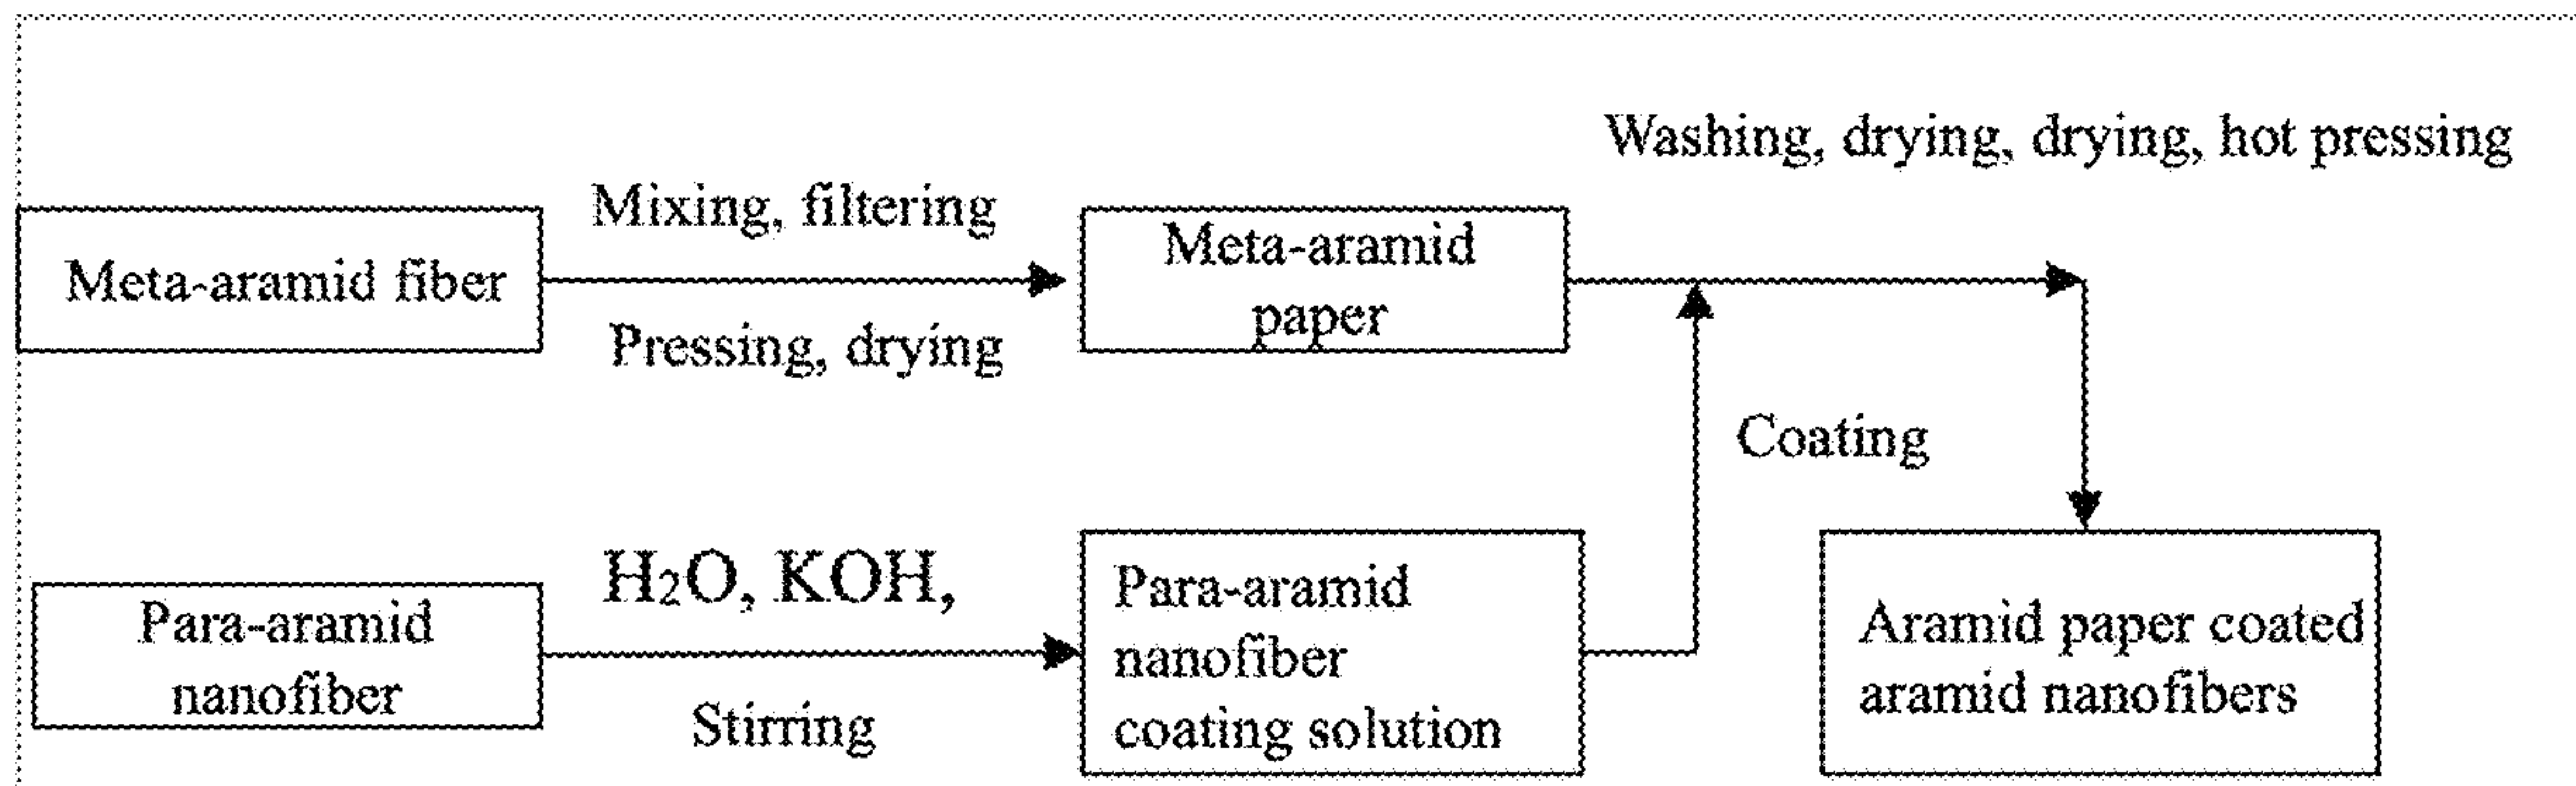 Washing, drying, drying, hot pressing
Mixing, filtering
Meta-aramid fiber
Pressing, drying
Meta-aramid
paper
Coating
H₂O, KOH,
Para-aramid
nanofiber
Stirring
Para-aramid
nanofiber
coating solution
Aramid paper coated
aramid nanofibers